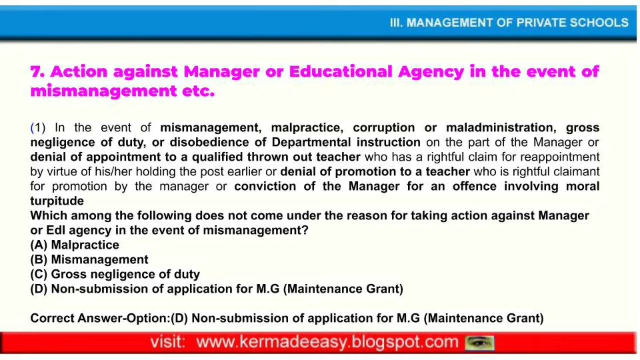 III. MANAGEMENT OF PRIVATE SCHOOLS
7. Action against Manager or Educational Agency in the event of
mismanagement etc.
(1) In the event of mismanagement, malpractice, corruption or maladministration, gross
negligence of duty, or disobedience of Departmental instruction on the part of the Manager or
denial of appointment to a qualified thrown out teacher who has a rightful claim for reappointment
by virtue of his/her holding the post earlier or denial of promotion to a teacher who is rightful claimant
for promotion by the manager or conviction of the Manager for an offence involving moral
turpitude
Which among the following does not come under the reason for taking action against Manager
or Edl agency in the event of mismanagement?
(A) Malpractice
(B) Mismanagement
(C) Gross negligence of duty
(D) Non-submission of application for M.G (Maintenance Grant)
Correct Answer-Option:(D) Non-submission of application for M.G (Maintenance Grant)
visit: www.kermadeeasy.blogspot.com